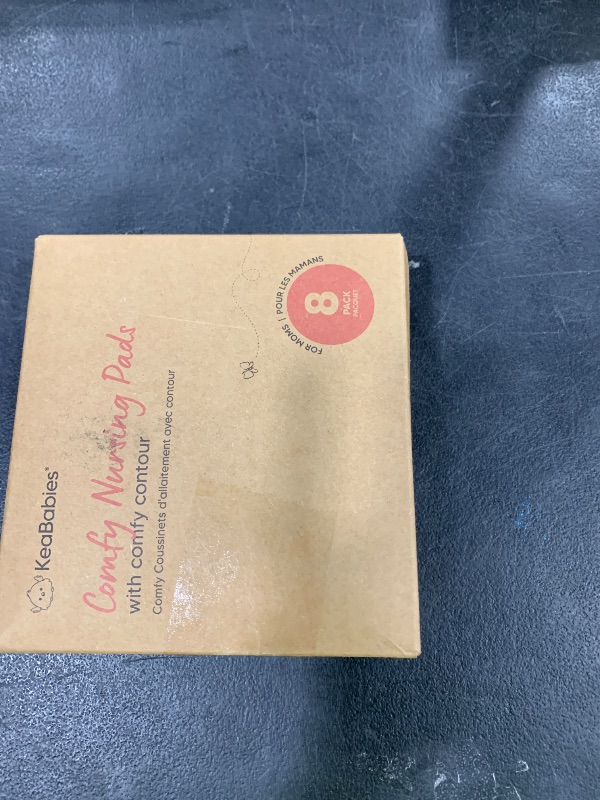 KeaBabies®
Comfy Nursing Pads
with comfy contour
Comfy Coussinets d'allaitement avec contour
FOR MOMS | POUR LES MAMANS
8
PACK
PAQUET